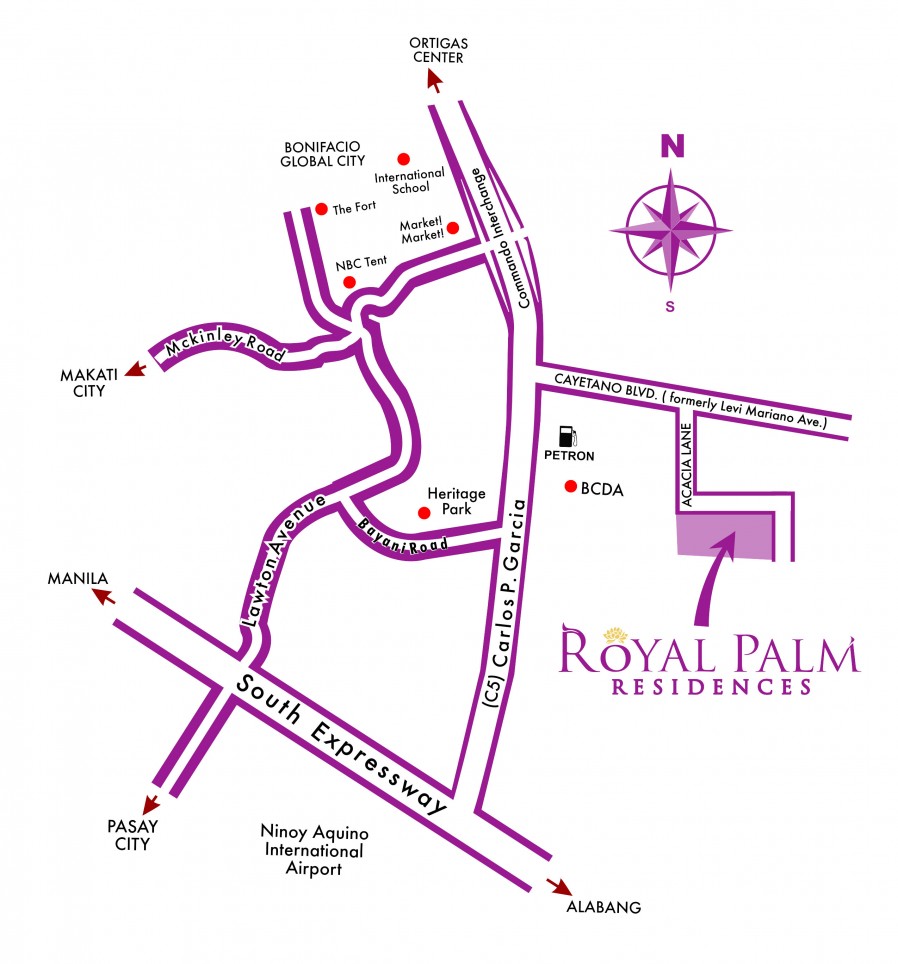 ORTIGAS
CENTER
BONIFACIO
GLOBAL CITY
International
School
N
The Fort
Market!
Market!
Commando Interchange
NBC Tent
S
Mckinley Road
MAKATI
CITY
CAYETANO BLVD. ( formerly Levi Mariano Ave.)
ACACIA LANE
PETRON
BCDA
Heritage
Park
Bayani Road
Lawton Avenue
(C5) Carlos P. Garcia
MANILA
ROYAL PALM
RESIDENCES
South Expressway
PASAY
CITY
Ninoy Aquino
International
Airport
ALABANG